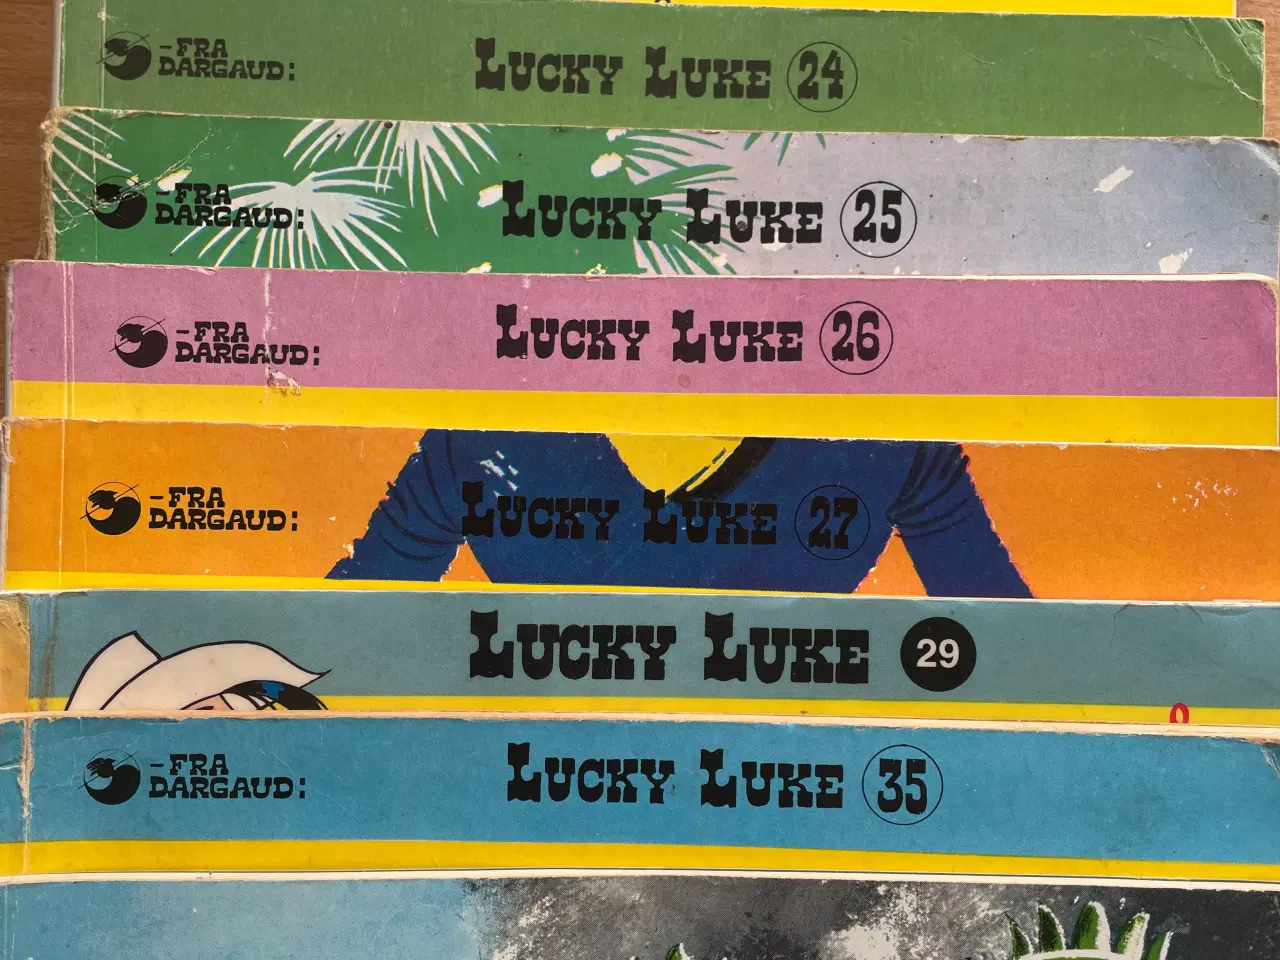 –FRA
DARGAUD:
LUCKY LUKE 24
–FRA
DARGAUD:
LUCKY LUKE 25
–FRA
DARGAUD:
LUCKY LUKE 26
–FRA
DARGAUD:
LUCKY LUKE 27
LUCKY LUKE 29
–FRA
DARGAUD:
LUCKY LUKE 35